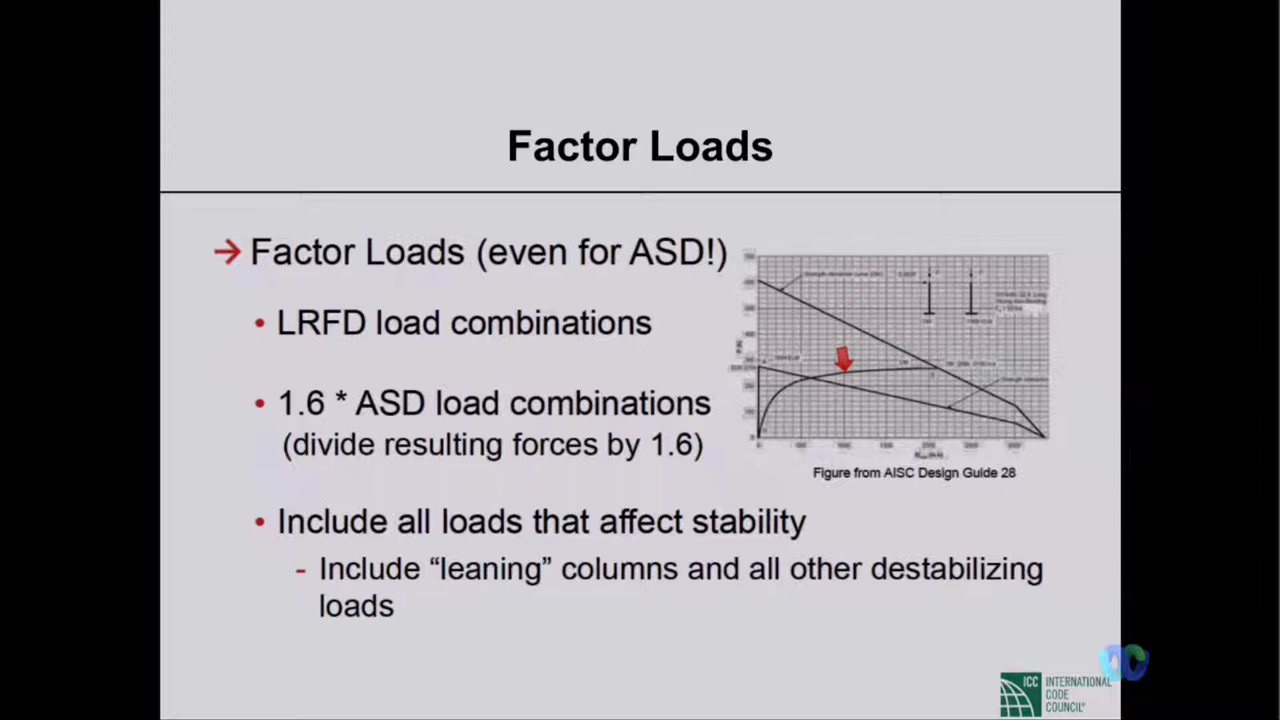 Factor Loads
→ Factor Loads (even for ASD!)
• LRFD load combinations
• 1.6 * ASD load combinations
(divide resulting forces by 1.6)
Figure from AISC Design Guide 28
• Include all loads that affect stability
- Include “leaning” columns and all other destabilizing
loads
ICC INTERNATIONAL
CODE
COUNCIL